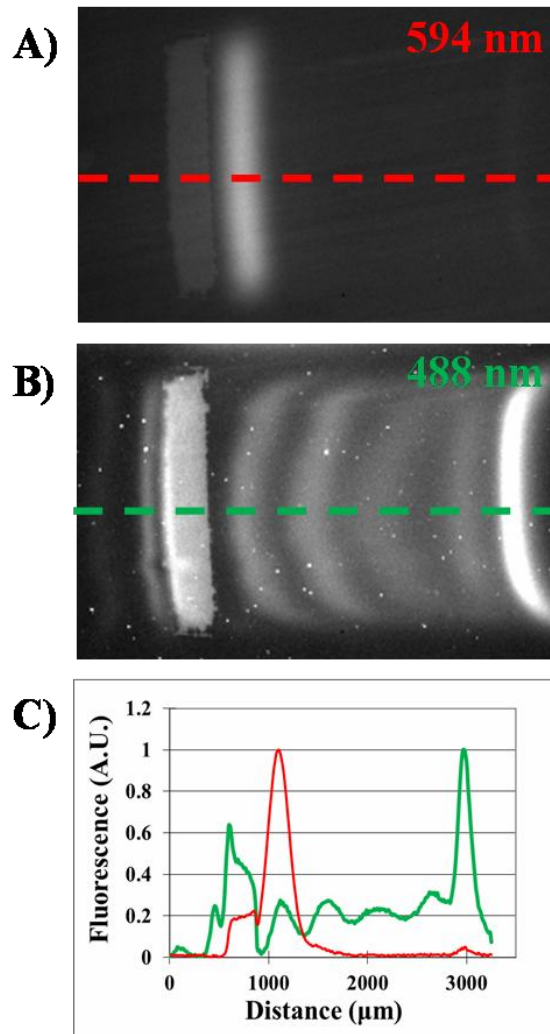 A)
594 nm
B)
488 nm
C)
1.2
1
0.8
0.6
0.4
0.2
0
Fluorescence (A.U.)
0 1000 2000 3000
Distance (µm)